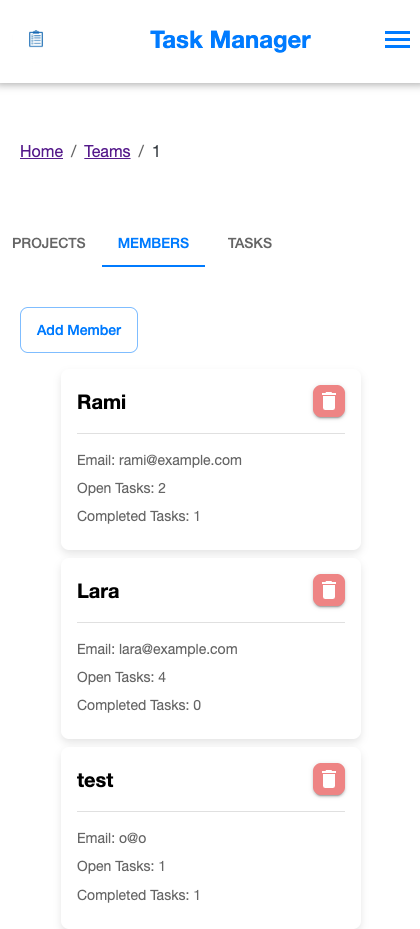 Task Manager
Home / Teams / 1
PROJECTS MEMBERS TASKS
Add Member
Rami
Email: rami@example.com
Open Tasks: 2
Completed Tasks: 1
Lara
Email: lara@example.com
Open Tasks: 4
Completed Tasks: 0
test
Email: o@o
Open Tasks: 1
Completed Tasks: 1